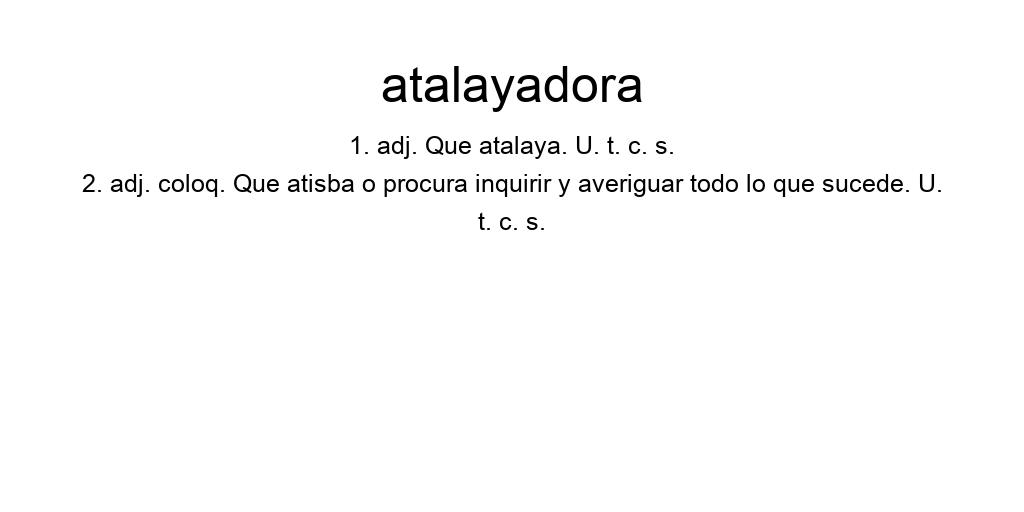 atalayadora
1. adj. Que atalaya. U. t. c. s.
2. adj. coloq. Que atisba o procura inquirir y averiguar todo lo que sucede. U.
t. c. s.